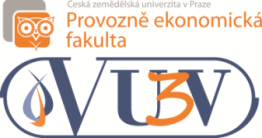 Česká zemědělská univerzita v Praze
Provozně ekonomická
fakulta
VU3V